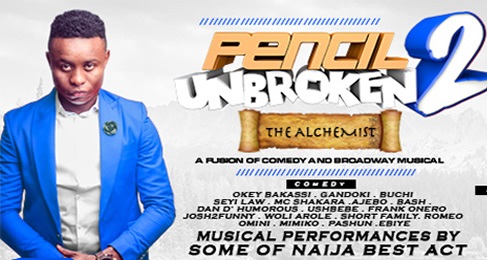 PENCIL
UNBROKEN 2
THE ALCHEMIST
A FUSION OF COMEDY AND BROADWAY MUSICAL
COMEDY
OKEY BAKASSI . GANDOKI . BUCHI
SEYI LAW . MC SHAKARA . AJEBO . BASH .
DAN D' HUMOROUS . USHBEBE . FRANK ONERO
JOSH2FUNNY . WOLI AROLE . SHORT FAMILY. ROMEO
OMINI . MIMIKO . PASHUN .EBIYE
MUSICAL PERFORMANCES BY
SOME OF NAIJA BEST ACT